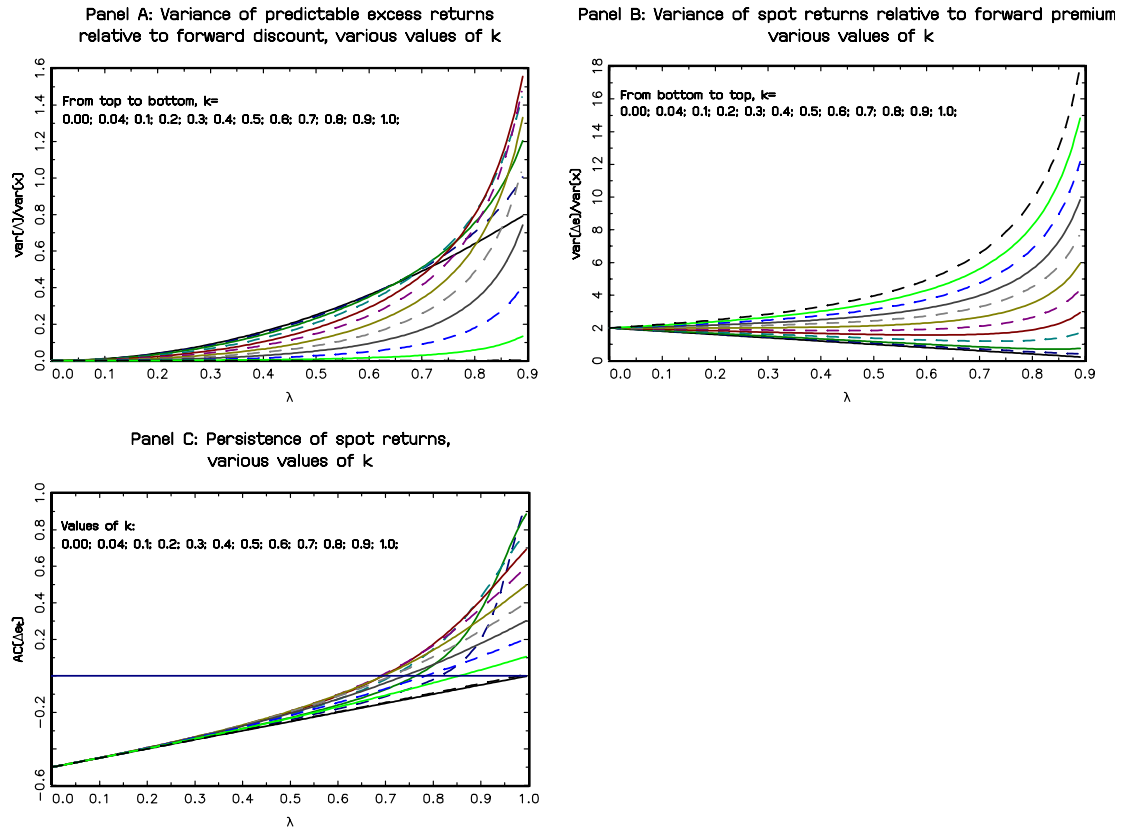 Panel A: Variance of predictable excess returns
relative to forward discount, various values of k
From top to bottom, k=
0.00; 0.04; 0.1; 0.2; 0.3; 0.4; 0.5; 0.6; 0.7; 0.8; 0.9; 1.0;
var(Λ)/var(x)
1.6
1.4
1.2
1.0
0.8
0.6
0.4
0.2
0.0
0.0 0.1 0.2 0.3 0.4 0.5 0.6 0.7 0.8 0.9
λ
Panel B: Variance of spot returns relative to forward premium
various values of k
From bottom to top, k=
0.00; 0.04; 0.1; 0.2; 0.3; 0.4; 0.5; 0.6; 0.7; 0.8; 0.9; 1.0;
var(Δs)/var(x)
18
16
14
12
10
8
6
4
2
0
0.0 0.1 0.2 0.3 0.4 0.5 0.6 0.7 0.8 0.9
λ
Panel C: Persistence of spot returns,
various values of k
Values of k:
0.00; 0.04; 0.1; 0.2; 0.3; 0.4; 0.5; 0.6; 0.7; 0.8; 0.9; 1.0;
1.0
0.8
0.6
0.4
0.2
−0.2
−0.6
0.0 0.1 0.2 0.3 0.4 0.5 0.6 0.7 0.8 0.9 1.0
λ